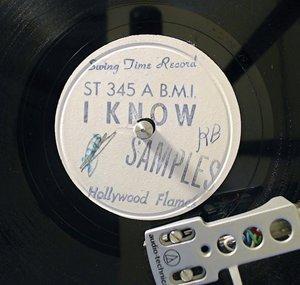 Swing Time Record
ST 345 A B.M.I.
I KNOW
RB
SAMPLES
Hollywood Flame
audio-technica